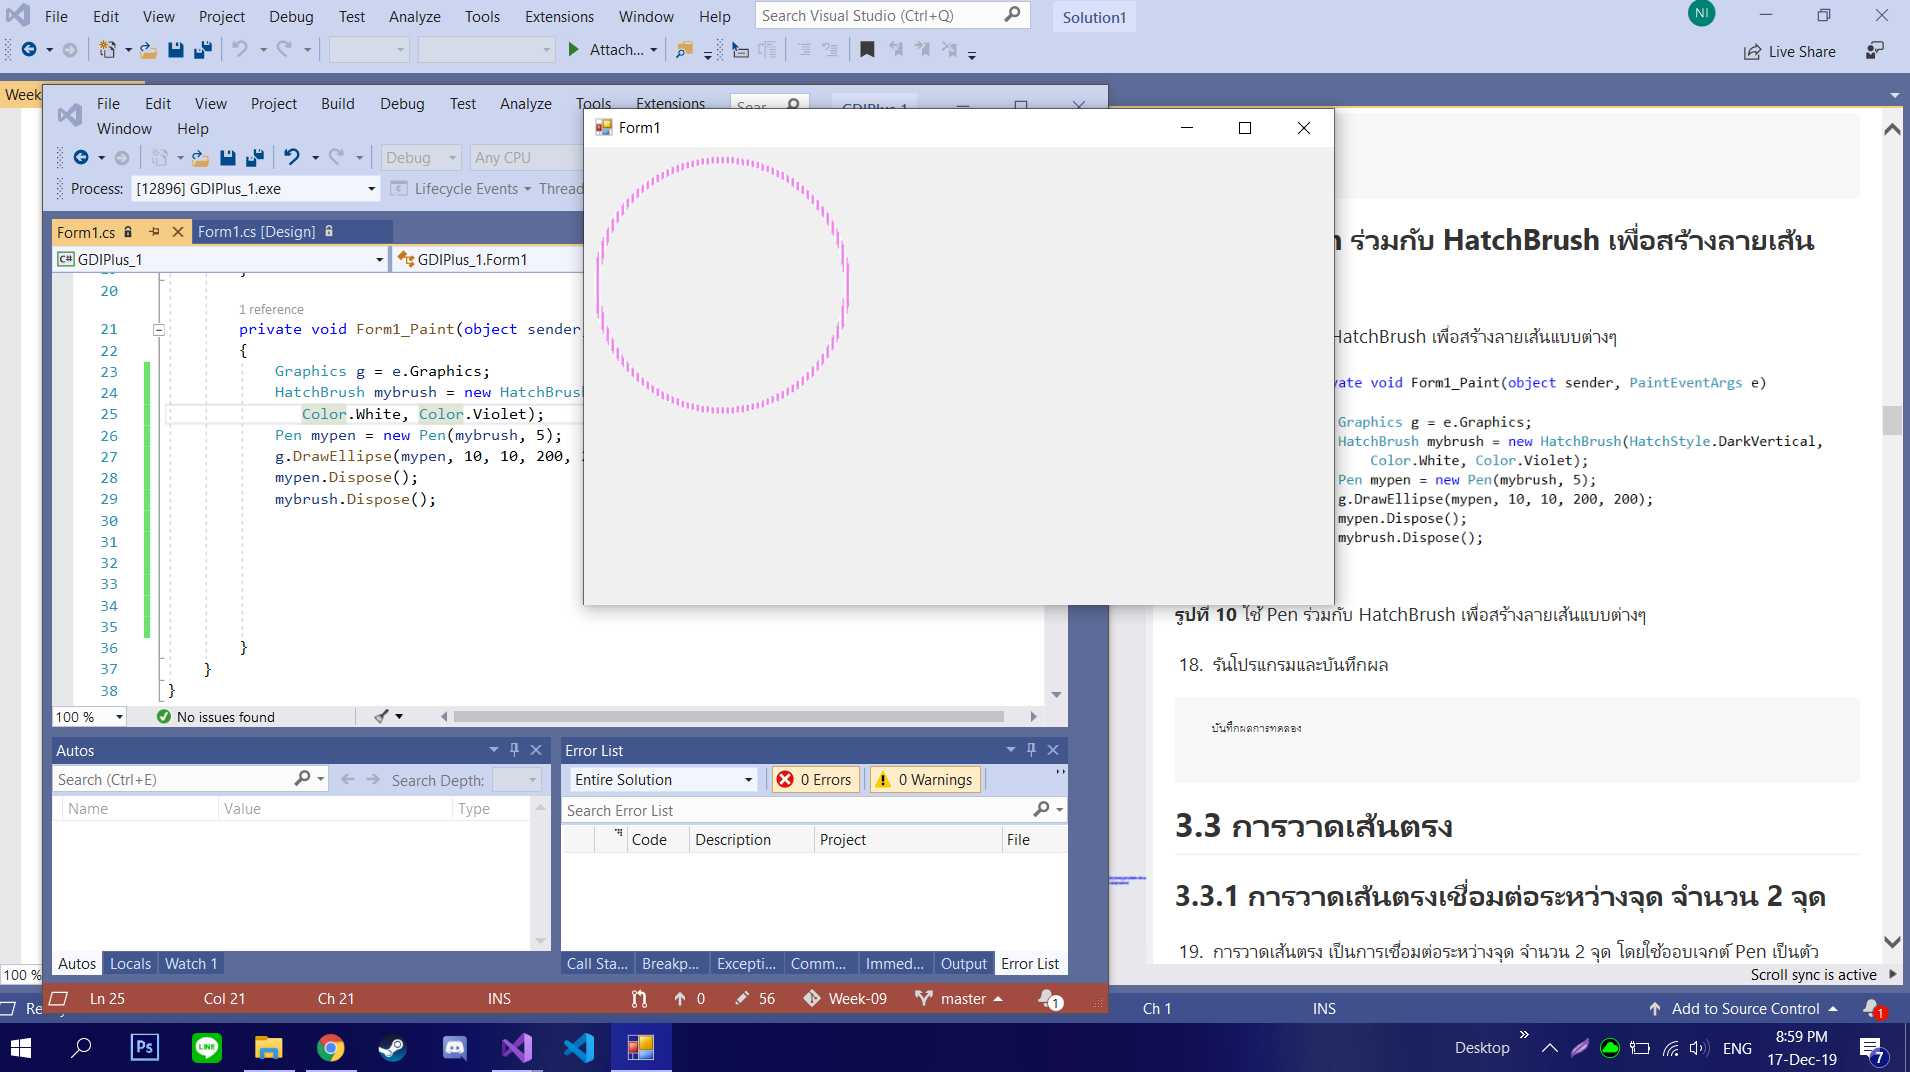 File Edit View Project Debug Test Analyze Tools Extensions Window Help Search Visual Studio (Ctrl+Q) Solution1 NI
Attach... Live Share
Week
File Edit View Project Build Debug Test Analyze Tools Extensions
Window Help
Debug Any CPU
Process: [12896] GDIPlus_1.exe Lifecycle Events Thread
Form1.cs Form1.cs [Design]
GDIPlus_1 GDIPlus_1.Form1
20
1 reference
21 private void Form1_Paint(object sender
22 {
23 Graphics g = e.Graphics;
24 HatchBrush mybrush = new HatchBrus
25 Color.White, Color.Violet);
26 Pen mypen = new Pen(mybrush, 5);
27 g.DrawEllipse(mypen, 10, 10, 200,
28 mypen.Dispose();
29 mybrush.Dispose();
30
31
32
33
34
35
36 }
37 }
38 }
100 % No issues found
Form1
ร่วมกับ HatchBrush เพื่อสร้างลายเส้น
HatchBrush เพื่อสร้างลายเส้นแบบต่างๆ
vate void Form1_Paint(object sender, PaintEventArgs e)
Graphics g = e.Graphics;
HatchBrush mybrush = new HatchBrush(HatchStyle.DarkVertical,
Color.White, Color.Violet);
Pen mypen = new Pen(mybrush, 5);
g.DrawEllipse(mypen, 10, 10, 200, 200);
mypen.Dispose();
mybrush.Dispose();
รูปที่ 10 ใช้ Pen ร่วมกับ HatchBrush เพื่อสร้างลายเส้นแบบต่างๆ
18. รันโปรแกรมและบันทึกผล
บันทึกผลการทดลอง
3.3 การวาดเส้นตรง
3.3.1 การวาดเส้นตรงเชื่อมต่อระหว่างจุด จำนวน 2 จุด
19. การวาดเส้นตรง เป็นการเชื่อมต่อระหว่างจุด จำนวน 2 จุด โดยใช้ออบเจกต์ Pen เป็นตัว
Scroll sync is active
Autos
Search (Ctrl+E) Search Depth:
Name Value Type
Autos Locals Watch 1
Error List
Entire Solution 0 Errors 0 Warnings
Search Error List
Code Description Project File
Call Sta... Breakp... Excepti... Comm... Immed... Output Error List
100 %
Ln 25 Col 21 Ch 21 INS 0 56 Week-09 master 1
Ch 1 INS Add to Source Control 1
Ps LINE Desktop ENG 8:59 PM
17-Dec-19 7